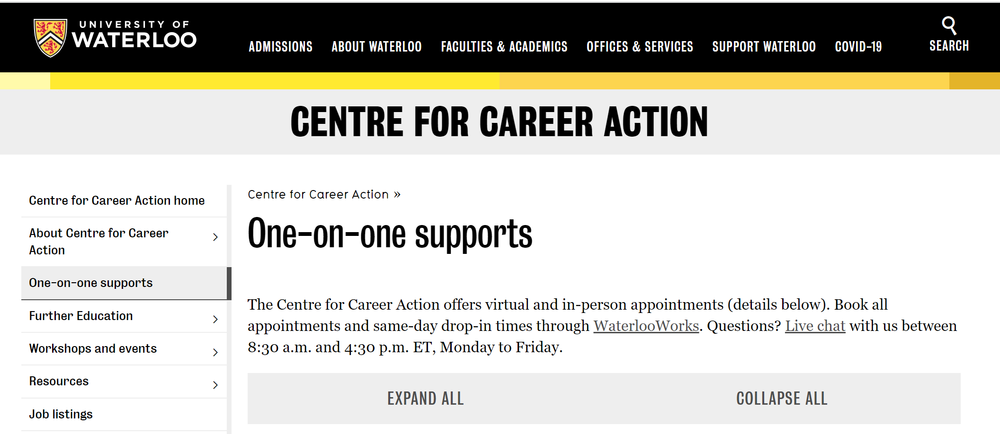 UNIVERSITY OF
WATERLOO
ADMISSIONS ABOUT WATERLOO FACULTIES & ACADEMICS OFFICES & SERVICES SUPPORT WATERLOO COVID-19 SEARCH
CENTRE FOR CAREER ACTION
Centre for Career Action home
About Centre for Career
Action
One-on-one supports
Further Education
Workshops and events
Resources
Job listings
Centre for Career Action »
One-on-one supports
The Centre for Career Action offers virtual and in-person appointments (details below). Book all
appointments and same-day drop-in times through WaterlooWorks. Questions? Live chat with us between
8:30 a.m. and 4:30 p.m. ET, Monday to Friday.
EXPAND ALL COLLAPSE ALL